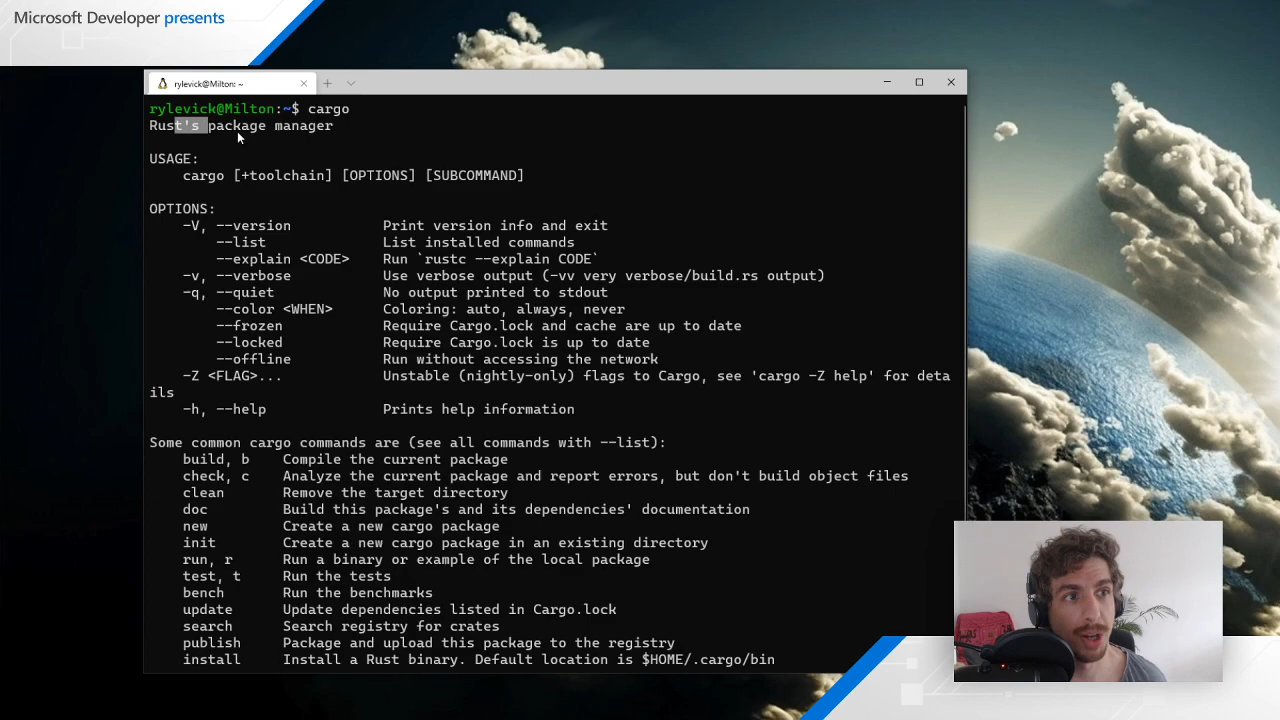 Microsoft Developer presents
rylevick@Milton: ~
rylevick@Milton:~$ cargo
Rust's package manager
USAGE:
cargo [+toolchain] [OPTIONS] [SUBCOMMAND]
OPTIONS:
-V, --version Print version info and exit
--list List installed commands
--explain <CODE> Run `rustc --explain CODE`
-v, --verbose Use verbose output (-vv very verbose/build.rs output)
-q, --quiet No output printed to stdout
--color <WHEN> Coloring: auto, always, never
--frozen Require Cargo.lock and cache are up to date
--locked Require Cargo.lock is up to date
--offline Run without accessing the network
-Z <FLAG>... Unstable (nightly-only) flags to Cargo, see 'cargo -Z help' for deta
ils
-h, --help Prints help information
Some common cargo commands are (see all commands with --list):
build, b Compile the current package
check, c Analyze the current package and report errors, but don't build object files
clean Remove the target directory
doc Build this package's and its dependencies' documentation
new Create a new cargo package
init Create a new cargo package in an existing directory
run, r Run a binary or example of the local package
test, t Run the tests
bench Run the benchmarks
update Update dependencies listed in Cargo.lock
search Search registry for crates
publish Package and upload this package to the registry
install Install a Rust binary. Default location is $HOME/.cargo/bin